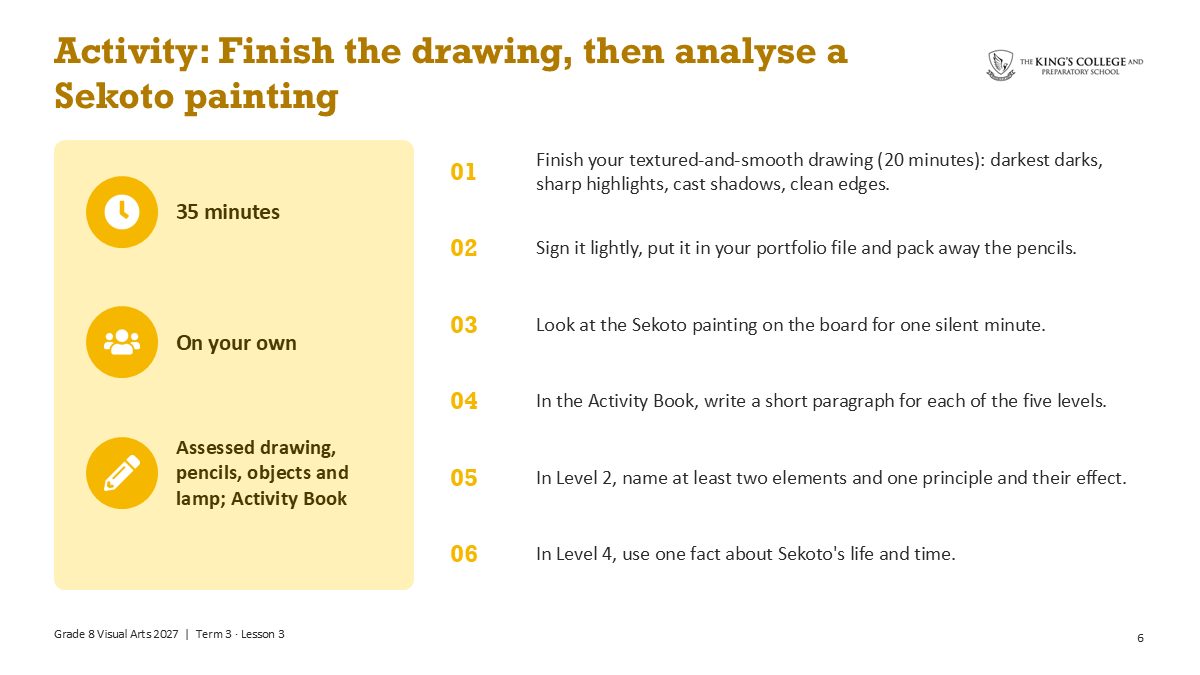 Activity: Finish the drawing, then analyse a
Sekoto painting
THE KING'S COLLEGE AND
PREPARATORY SCHOOL
35 minutes
On your own
Assessed drawing,
pencils, objects and
lamp; Activity Book
01
Finish your textured-and-smooth drawing (20 minutes): darkest darks,
sharp highlights, cast shadows, clean edges.
02
Sign it lightly, put it in your portfolio file and pack away the pencils.
03
Look at the Sekoto painting on the board for one silent minute.
04
In the Activity Book, write a short paragraph for each of the five levels.
05
In Level 2, name at least two elements and one principle and their effect.
06
In Level 4, use one fact about Sekoto's life and time.
Grade 8 Visual Arts 2027 | Term 3 · Lesson 3
6